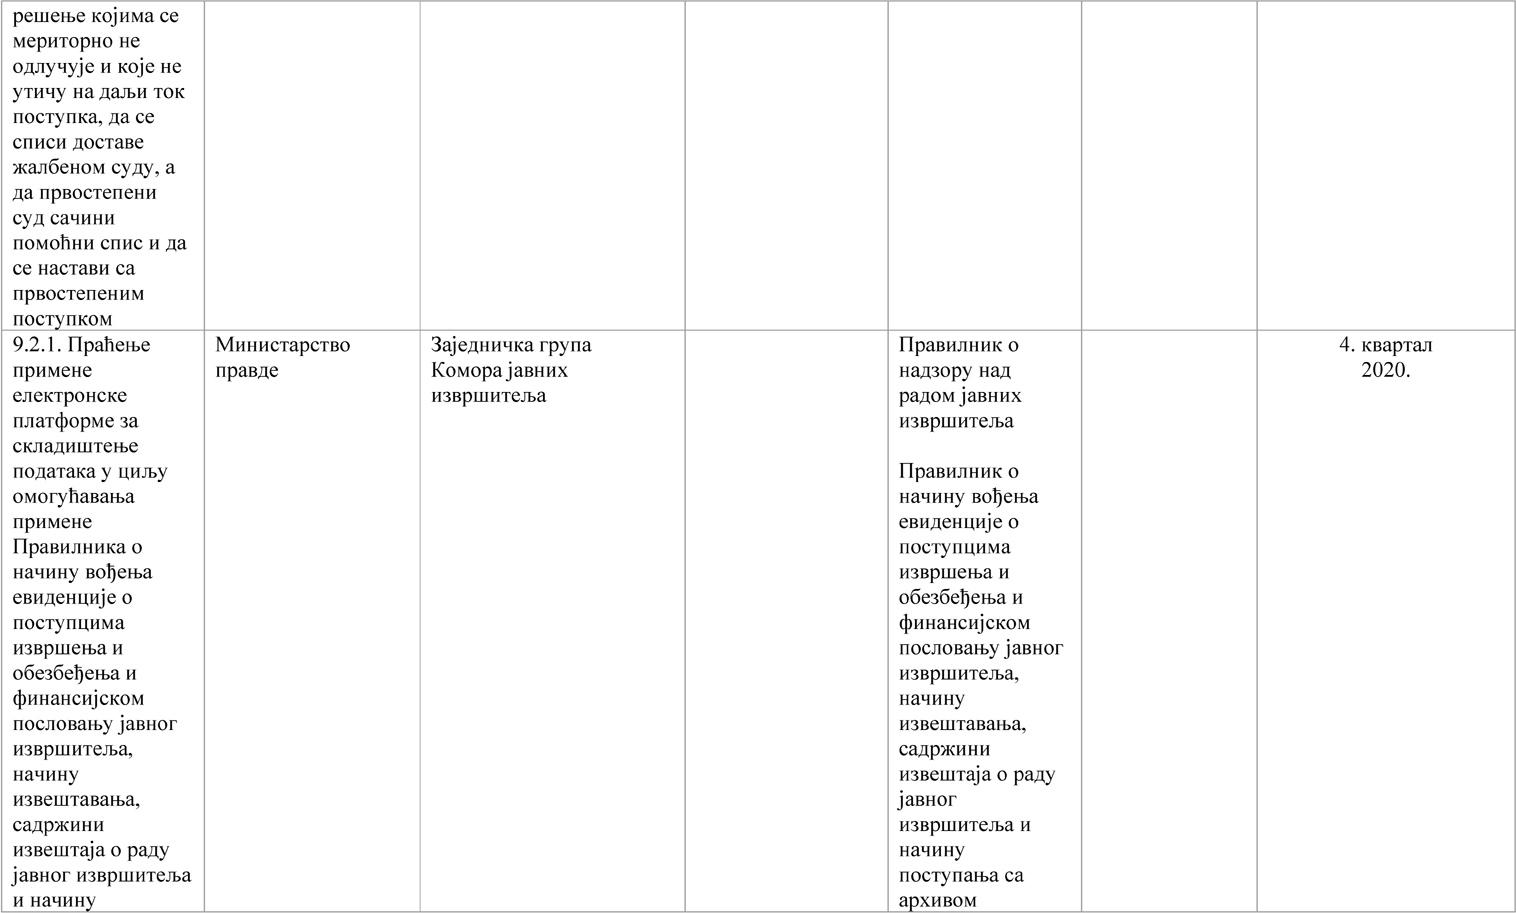 решење којима се
мериторно не
одлучује и које не
утичу на даљи ток
поступка, да се
списи доставе
жалбеном суду, а
да првостепени
суд сачини
помоћни спис и да
се настави са
првостепеним
поступком
9.2.1. Праћење
примене
електронске
платформе за
складиштење
података у циљу
омогућавања
примене
Правилника о
начину вођења
евиденције о
поступцима
извршења и
обезбеђења и
финансијском
пословању јавног
извршитеља,
начину
извештавања,
садржини
извештаја о раду
јавног извршитеља
и начину
Министарство
правде
Заједничка група
Комора јавних
извршитеља
Правилник о
надзору над
радом јавних
извршитеља
Правилник о
начину вођења
евиденције о
поступцима
извршења и
обезбеђења и
финансијском
пословању јавног
извршитеља,
начину
извештавања,
садржини
извештаја о раду
јавног
извршитеља и
начину
поступања са
архивом
4. квартал
2020.